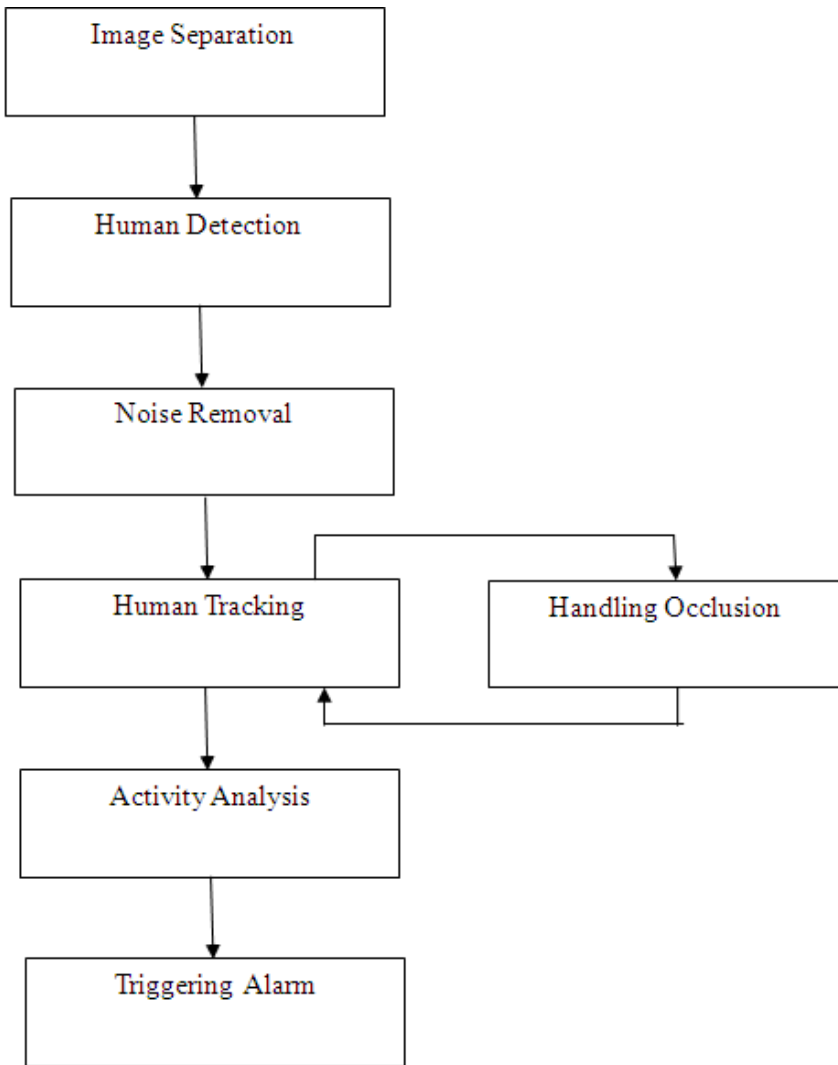 Image Separation
Human Detection
Noise Removal
Human Tracking
Handling Occlusion
Activity Analysis
Triggering Alarm